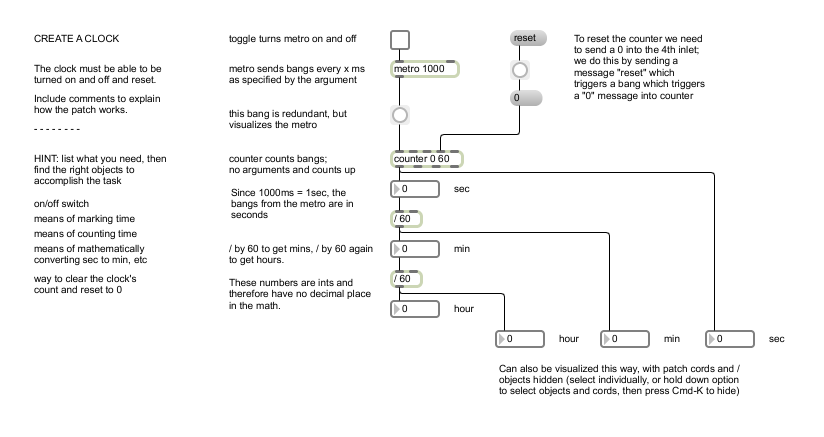 CREATE A CLOCK
The clock must be able to be
turned on and off and reset.
Include comments to explain
how the patch works.
- - - - - - - -
HINT: list what you need, then
find the right objects to
accomplish the task
on/off switch
means of marking time
means of counting time
means of mathematically
converting sec to min, etc
way to clear the clock's
count and reset to 0
toggle turns metro on and off
metro sends bangs every x ms
as specified by the argument
this bang is redundant, but
visualizes the metro
counter counts bangs;
no arguments and counts up
Since 1000ms = 1sec, the
bangs from the metro are in
seconds
/ by 60 to get mins, / by 60 again
to get hours.
These numbers are ints and
therefore have no decimal place
in the math.
metro 1000
counter 0 60
0 sec
/ 60
0 min
/ 60
0 hour
reset
0
To reset the counter we need
to send a 0 into the 4th inlet;
we do this by sending a
message "reset" which
triggers a bang which triggers
a "0" message into counter
0 hour 0 min 0 sec
Can also be visualized this way, with patch cords and /
objects hidden (select individually, or hold down option
to select objects and cords, then press Cmd-K to hide)